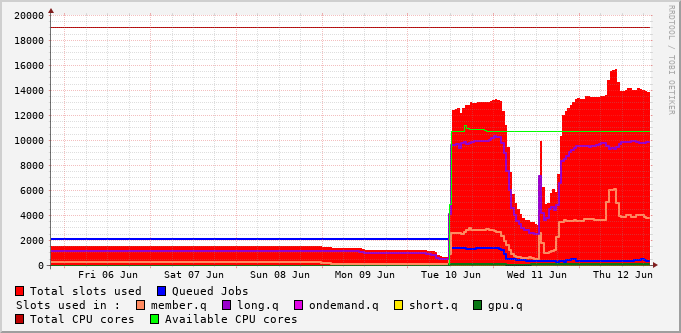 20000
18000
16000
14000
12000
10000
8000
6000
4000
2000
0
Fri 06 Jun Sat 07 Jun Sun 08 Jun Mon 09 Jun Tue 10 Jun Wed 11 Jun Thu 12 Jun
Total slots used Queued Jobs
Slots used in : member.q long.q ondemand.q short.q gpu.q
Total CPU cores Available CPU cores
RRDTOOL / TOBI OETIKER